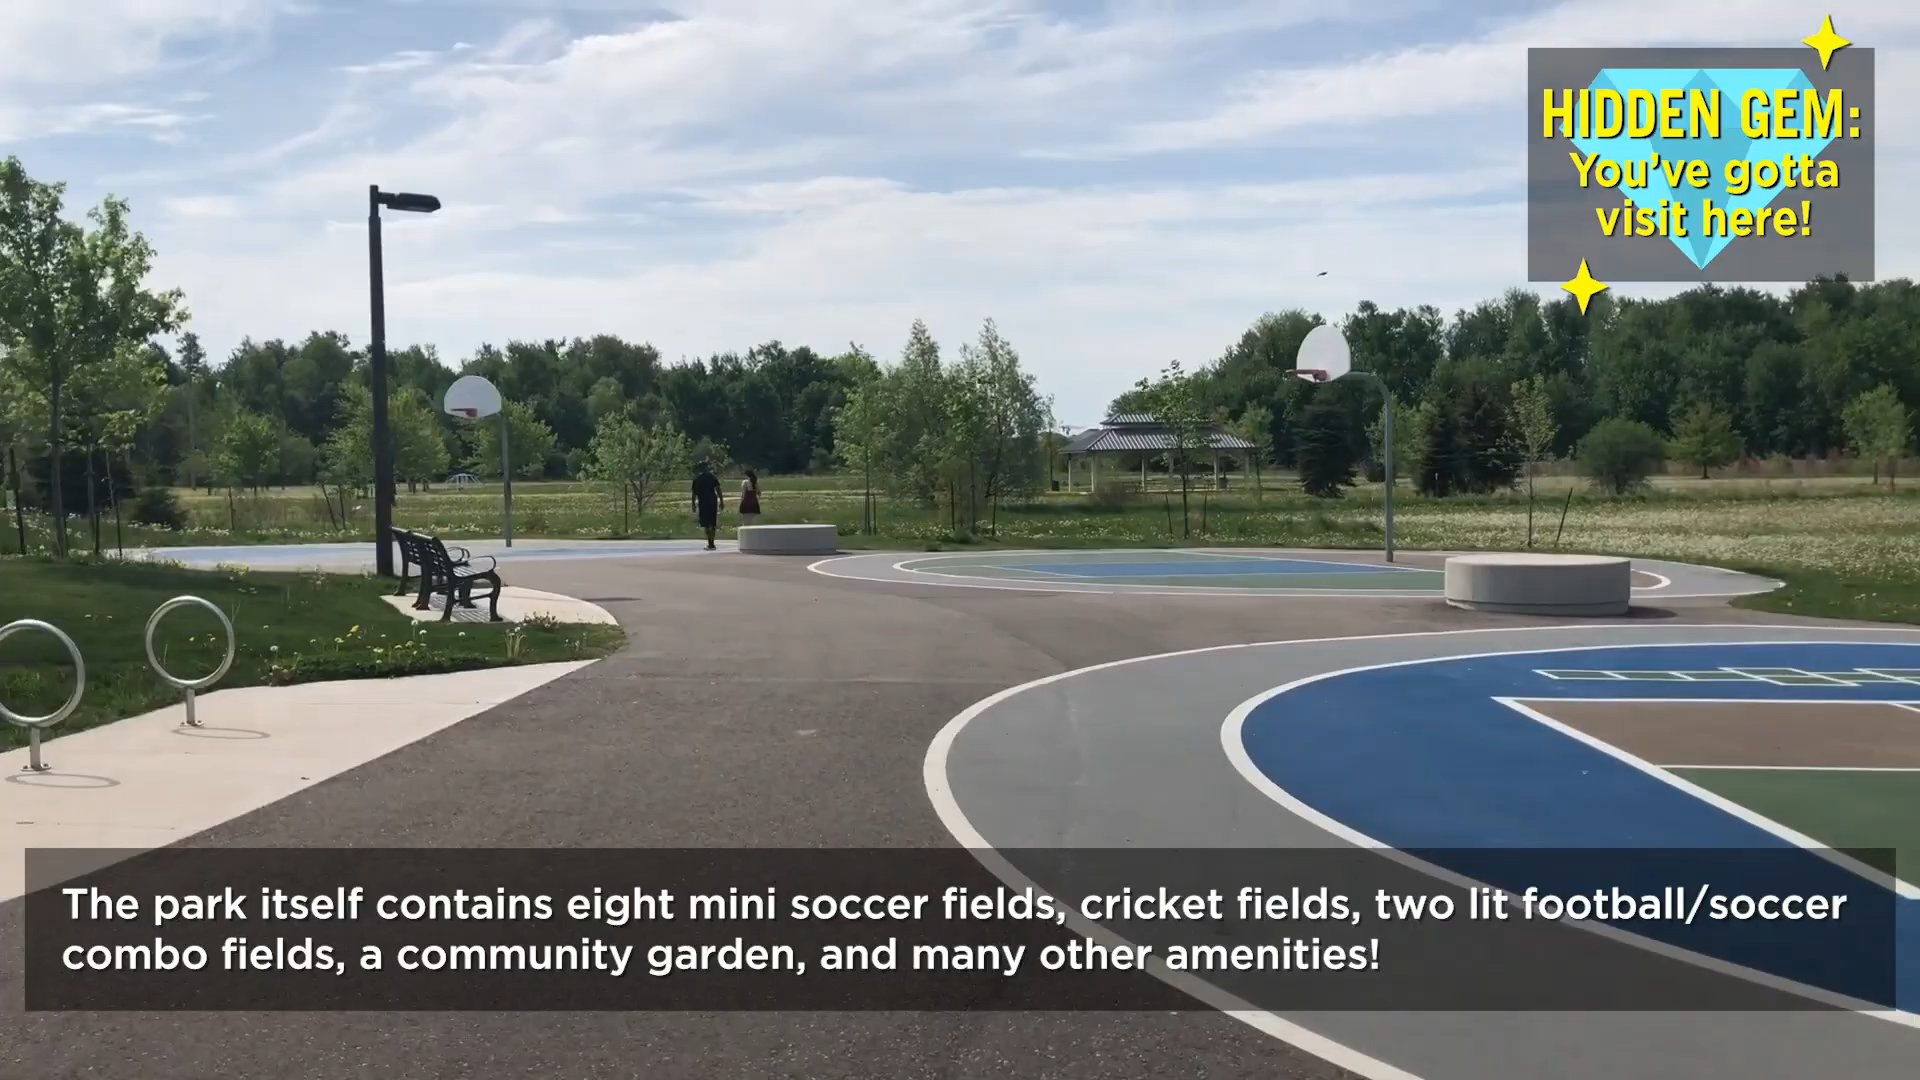 HIDDEN GEM:
You've gotta
visit here!
The park itself contains eight mini soccer fields, cricket fields, two lit football/soccer
combo fields, a community garden, and many other amenities!